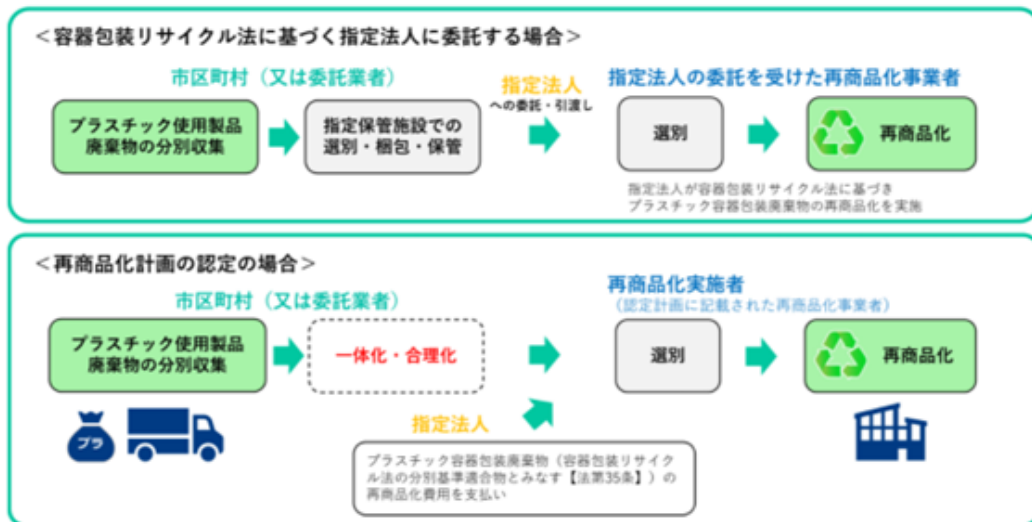 ＜容器包装リサイクル法に基づく指定法人に委託する場合＞
市区町村（又は委託業者）
プラスチック使用製品
廃棄物の分別収集
指定保管施設での
選別・梱包・保管
指定法人
への委託・引渡し
指定法人の委託を受けた再商品化事業者
選別
再商品化
指定法人が容器包装リサイクル法に基づき
プラスチック容器包装廃棄物の再商品化を実施
＜再商品化計画の認定の場合＞
市区町村（又は委託業者）
プラスチック使用製品
廃棄物の分別収集
一体化・合理化
再商品化実施者
（認定計画に記載された再商品化事業者）
選別
再商品化
プラ
指定法人
プラスチック容器包装廃棄物（容器包装リサイク
ル法の分別基準適合物とみなす【法第35条】）の
再商品化費用を支払い